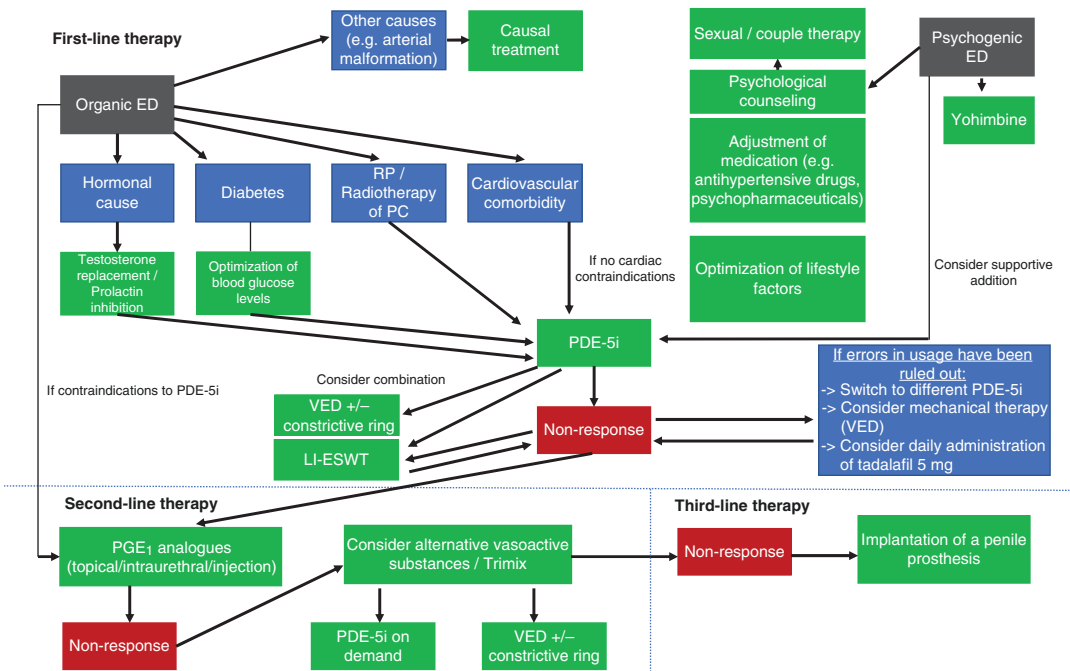 First-line therapy
Other causes
(e.g. arterial
malformation)
Causal
treatment
Sexual / couple therapy
Psychogenic
ED
Organic ED
Psychological
counseling
Yohimbine
Adjustment of
medication (e.g.
antihypertensive drugs,
psychopharmaceuticals)
Hormonal
cause
Diabetes
RP /
Radiotherapy
of PC
Cardiovascular
comorbidity
Testosterone
replacement /
Prolactin
inhibition
Optimization of
blood glucose
levels
If no cardiac
contraindications
Optimization of lifestyle
factors
Consider supportive
addition
PDE-5i
If contraindications to PDE-5i
Consider combination
VED +/–
constrictive ring
LI-ESWT
Non-response
If errors in usage have been
ruled out:
-> Switch to different PDE-5i
-> Consider mechanical therapy
(VED)
-> Consider daily administration
of tadalafil 5 mg
Second-line therapy
Third-line therapy
PGE₁ analogues
(topical/intraurethral/injection)
Consider alternative vasoactive
substances / Trimix
Non-response
Implantation of a penile
prosthesis
Non-response
PDE-5i on
demand
VED +/–
constrictive ring